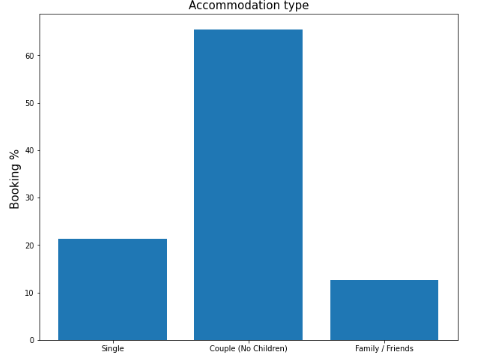 Accommodation type
Booking %
60
50
40
30
20
10
0
Single
Couple (No Children)
Family / Friends